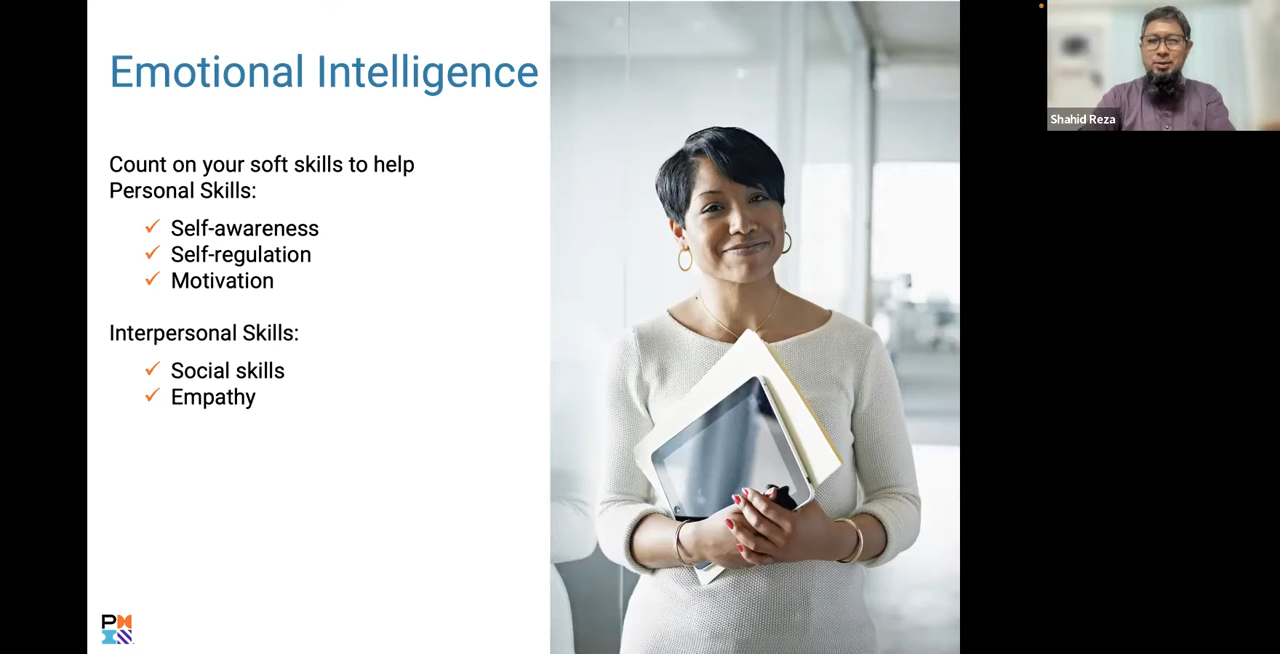 Emotional Intelligence
Count on your soft skills to help
Personal Skills:
✓ Self-awareness
✓ Self-regulation
✓ Motivation
Interpersonal Skills:
✓ Social skills
✓ Empathy
Shahid Reza